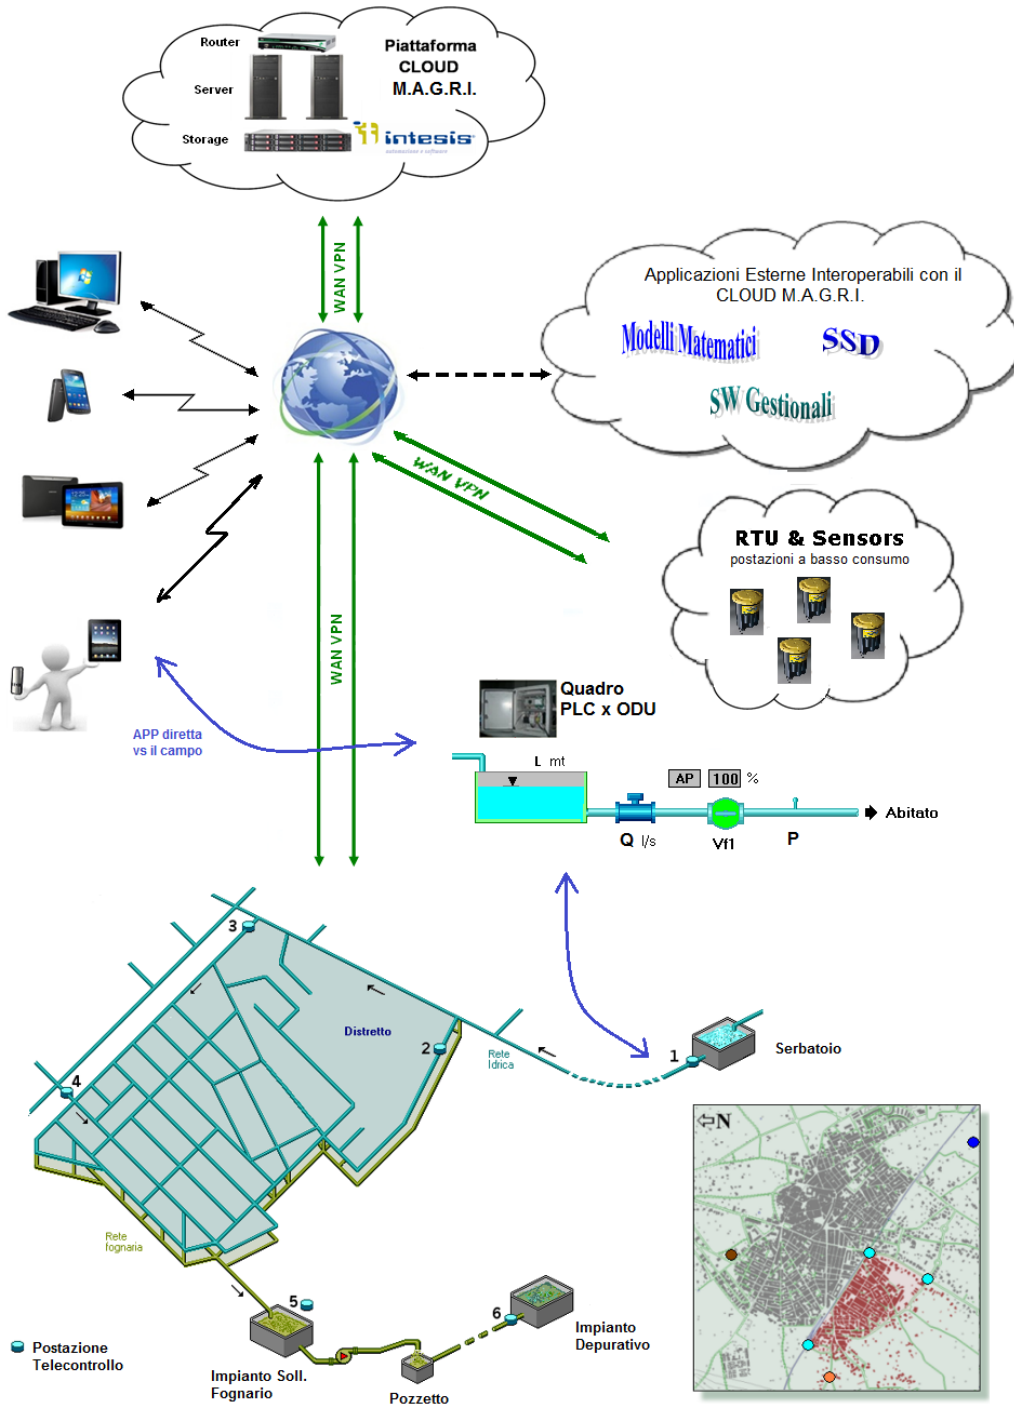 Router
Piattaforma
CLOUD
M.A.G.R.I.
Server
Storage
intesis
automazione e software
WAN VPN
Applicazioni Esterne Interoperabili con il
CLOUD M.A.G.R.I.
Modelli Matematici
SSD
SW Gestionali
WAN VPN
RTU & Sensors
postazioni a basso consumo
WAN VPN
Quadro
PLC x ODU
APP diretta
vs il campo
L mt
AP 100 %
Abitato
Q l/s
Vf1
P
3
Distretto
2
Rete
Idrica
1
Serbatoio
4
N
Rete
fognaria
5
6
Postazione
Telecontrollo
Impianto Soll.
Fognario
Pozzetto
Impianto
Depurativo